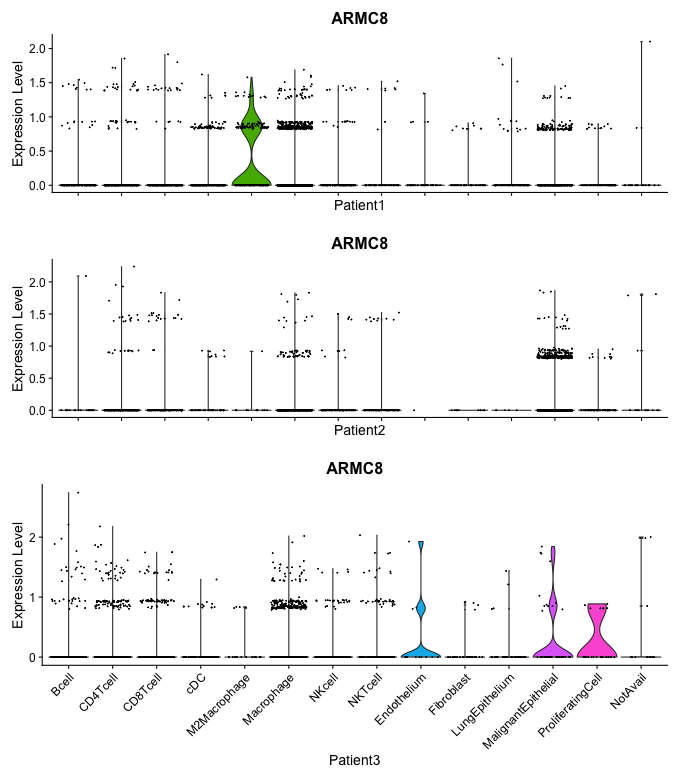 ARMC8
Expression Level
2.0
1.5
1.0
0.5
0.0
Patient1
ARMC8
Expression Level
2.0
1.5
1.0
0.5
0.0
Patient2
ARMC8
Expression Level
2
1
0
Bcell
CD4Tcell
CD8Tcell
cDC
M2Macrophage
Macrophage
NKcell
NKTcell
Endothelium
Fibroblast
LungEpithelium
MalignantEpithelial
ProliferatingCell
NotAvail
Patient3